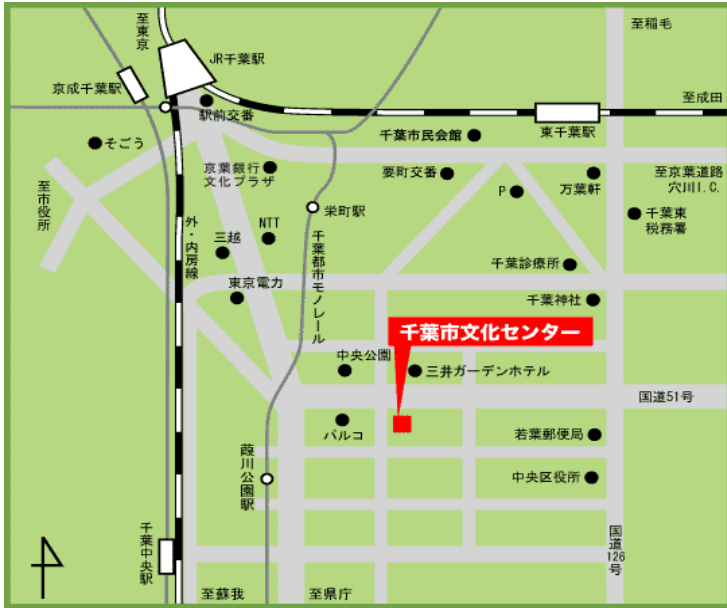 至東京
JR千葉駅
至稲毛
京成千葉駅
駅前交番
至成田
東千葉駅
そごう
千葉市民会館
京葉銀行
文化プラザ
要町交番
万葉軒
至京葉道路
穴川I.C.
至市役所
P
栄町駅
千葉東
税務署
外・内房線
三越
NTT
千葉都市モノレール
千葉診療所
東京電力
千葉神社
千葉市文化センター
中央公園
三井ガーデンホテル
国道51号
パルコ
若葉郵便局
葭川公園駅
中央区役所
千葉中央駅
国道126号
至蘇我
至県庁